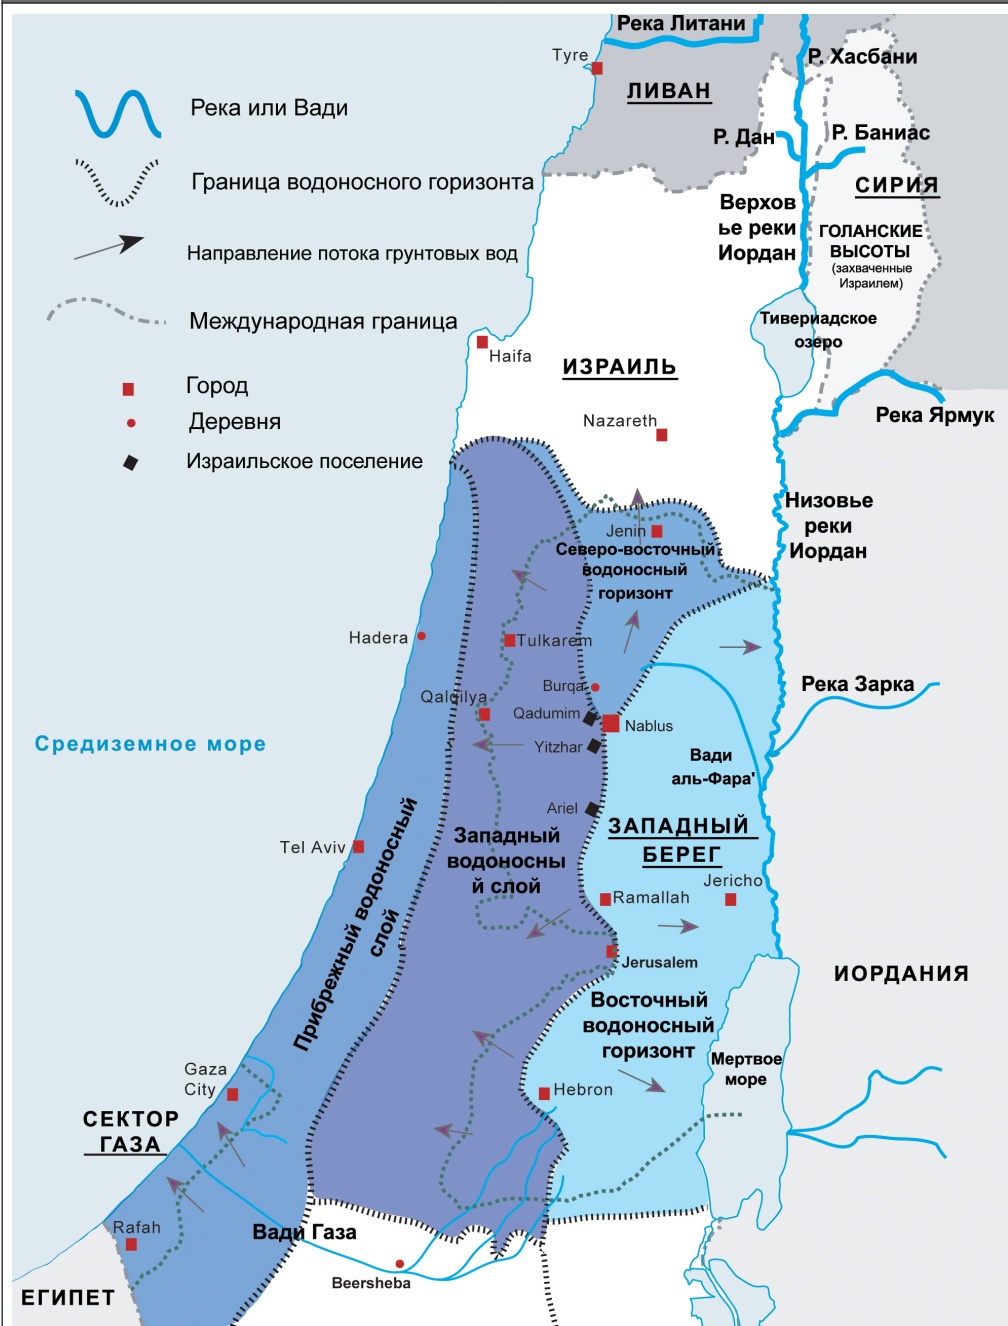 Река Литани
Tyre
Р. Хасбани
ЛИВАН
Река или Вади
Р. Дан
Р. Баниас
Граница водоносного горизонта
СИРИЯ
Верхов
ье реки
Иордан
ГОЛАНСКИЕ
ВЫСОТЫ
(захваченные
Израилем)
Направление потока грунтовых вод
Международная граница
Тивериадское
озеро
Haifa
ИЗРАИЛЬ
Город
Nazareth
Река Ярмук
Деревня
Израильское поселение
Низовье
реки
Иордан
Jenin
Северо-восточный
водоносный
горизонт
Hadera
Tulkarem
Burqa
Qalqilya
Qadumim
Nablus
Река Зарка
Средиземное море
Yitzhar
Вади
аль-Фара'
Ariel
ЗАПАДНЫЙ
БЕРЕГ
Tel Aviv
Западный
водоносны
й слой
Прибрежный водоносный
слой
Jericho
Ramallah
Jerusalem
ИОРДАНИЯ
Восточный
водоносный
горизонт
Мертвое
море
Gaza
City
Hebron
СЕКТОР
ГАЗА
Rafah
Вади Газа
Beersheba
ЕГИПЕТ